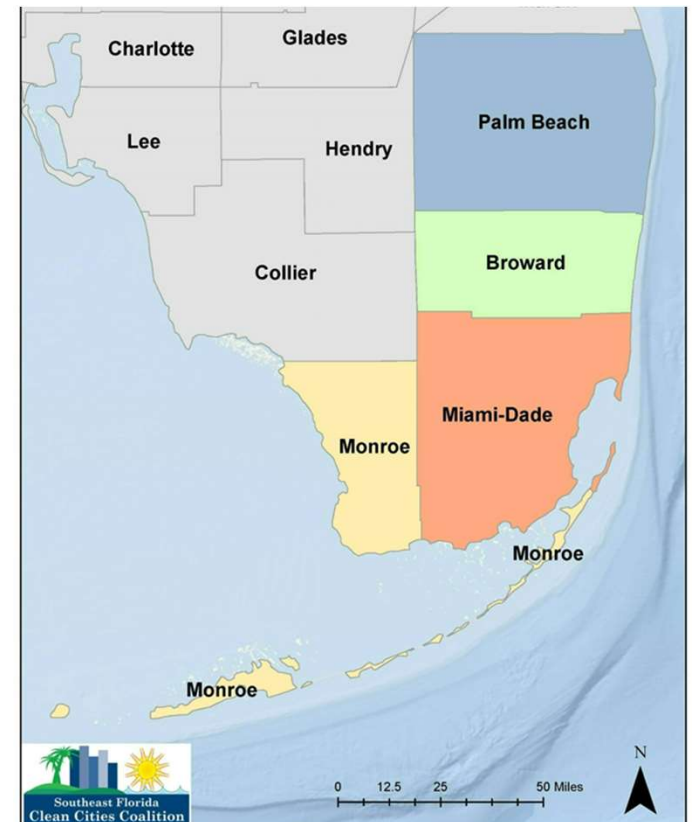 Charlotte
Glades
Palm Beach
Lee
Hendry
Broward
Collier
Miami-Dade
Monroe
Monroe
Monroe
N
0 12.5 25 50 Miles
Southeast Florida
Clean Cities Coalition